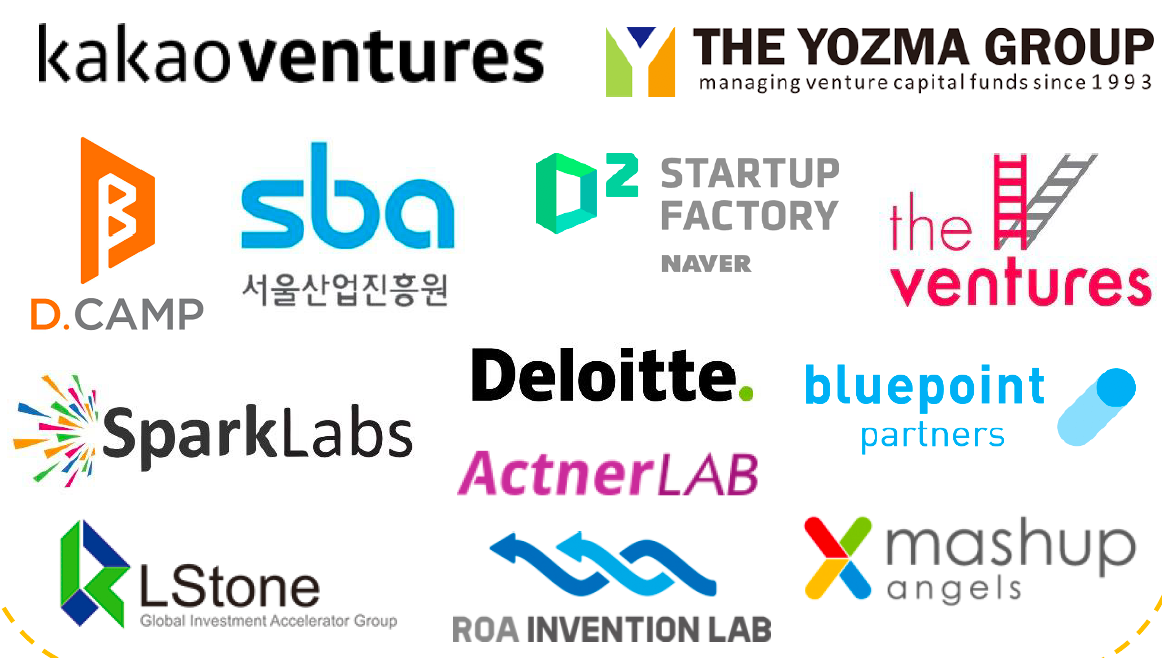 kakaoventures
THE YOZMA GROUP
managing venture capital funds since 1993
D.CAMP
sba
서울산업진흥원
D2 STARTUP
FACTORY
NAVER
the
ventures
SparkLabs
Deloitte.
bluepoint
partners
ActnerLAB
LStone
Global Investment Accelerator Group
ROA INVENTION LAB
mashup
angels